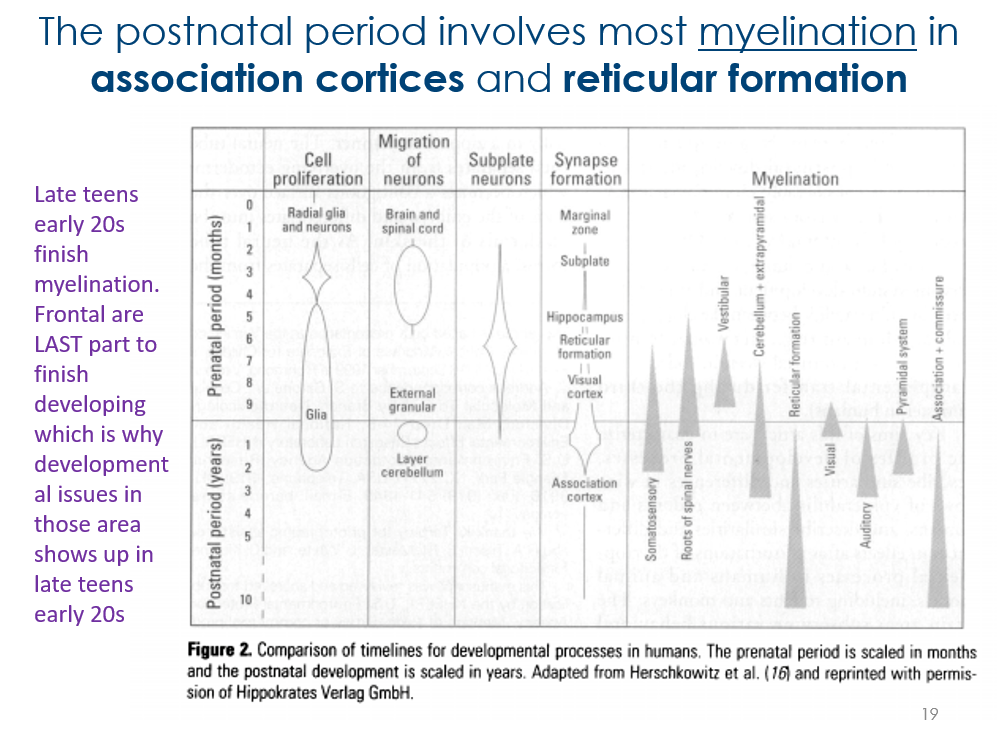 The postnatal period involves most myelination in
association cortices and reticular formation
Late teens
early 20s
finish
myelination.
Frontal are
LAST part to
finish
developing
which is why
development
al issues in
those area
shows up in
late teens
early 20s
Cell
proliferation
Migration
of
neurons
Subplate
neurons
Synapse
formation
Myelination
Prenatal period (months)
0
1
2
3
4
5
6
7
8
9
Postnatal period (years)
1
2
3
4
5
10
Radial glia
and neurons
Glia
Brain and
spinal cord
External
granular
Layer
cerebellum
Marginal
zone
Subplate
Hippocampus
Reticular
formation
Visual
cortex
Association
cortex
Somatosensory
Roots of spinal nerves
Vestibular
Cerebellum + extrapyramidal
Reticular formation
Visual
Auditory
Pyramidal system
Association + commissure
Figure 2. Comparison of timelines for developmental processes in humans. The prenatal period is scaled in months
and the postnatal development is scaled in years. Adapted from Herschkowitz et al. (16) and reprinted with permis-
sion of Hippokrates Verlag GmbH.
19